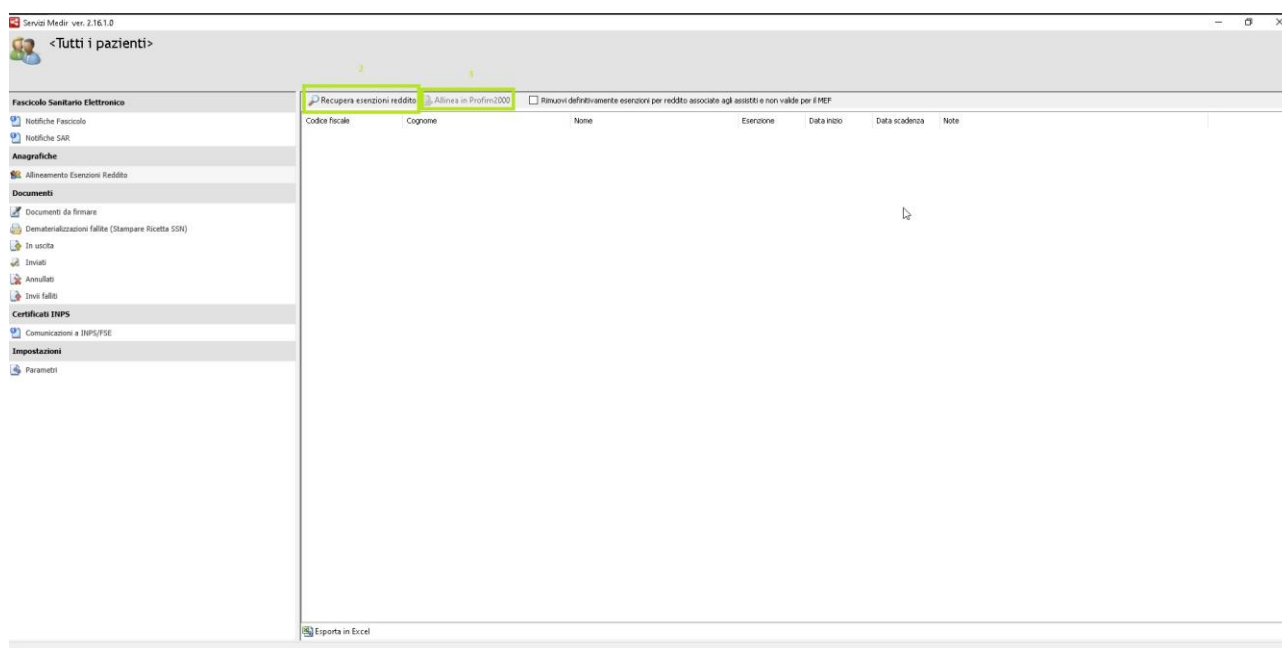 Servizi Medir ver. 2.16.1.0
<Tutti i pazienti>
2
3
Fascicolo Sanitario Elettronico
Notifiche Fascicolo
Notifiche SAR
Anagrafiche
Allineamento Esenzioni Reddito
Documenti
Documenti da firmare
Dematerializzazioni fallite (Stampare Ricetta SSN)
In uscita
Inviati
Annullati
Invii falliti
Certificati INPS
Comunicazioni a INPS/FSE
Impostazioni
Parametri
Recupera esenzioni reddito Allinea in Profim2000 Rimuovi definitivamente esenzioni per reddito associate agli assistiti e non valide per il MEF
Codice fiscale Cognome Nome Esenzione Data inizio Data scadenza Note
Esporta in Excel